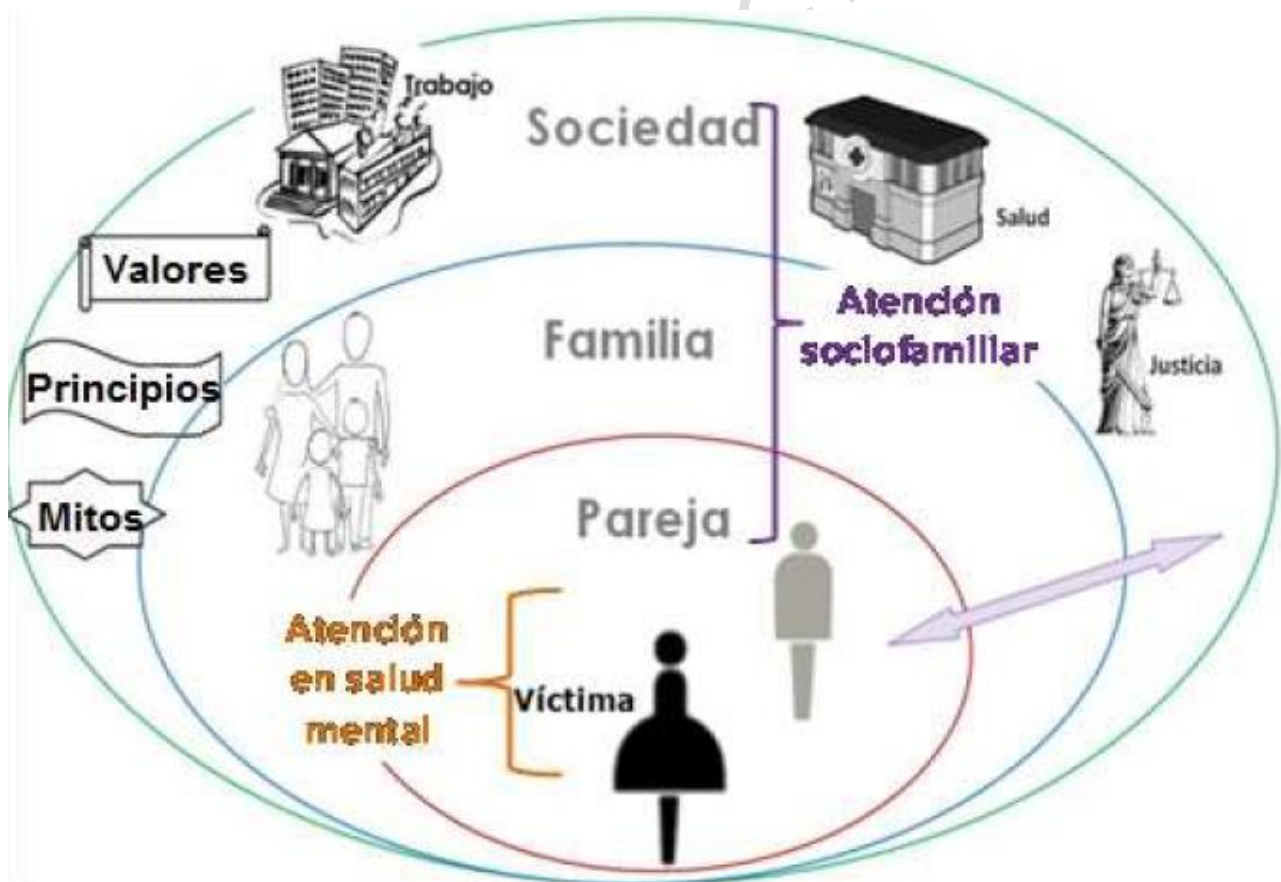 Trabajo
Sociedad
Salud
Valores
Atención
sociofamiliar
Familia
Justicia
Principios
Mitos
Pareja
Atención
en salud
mental
Víctima